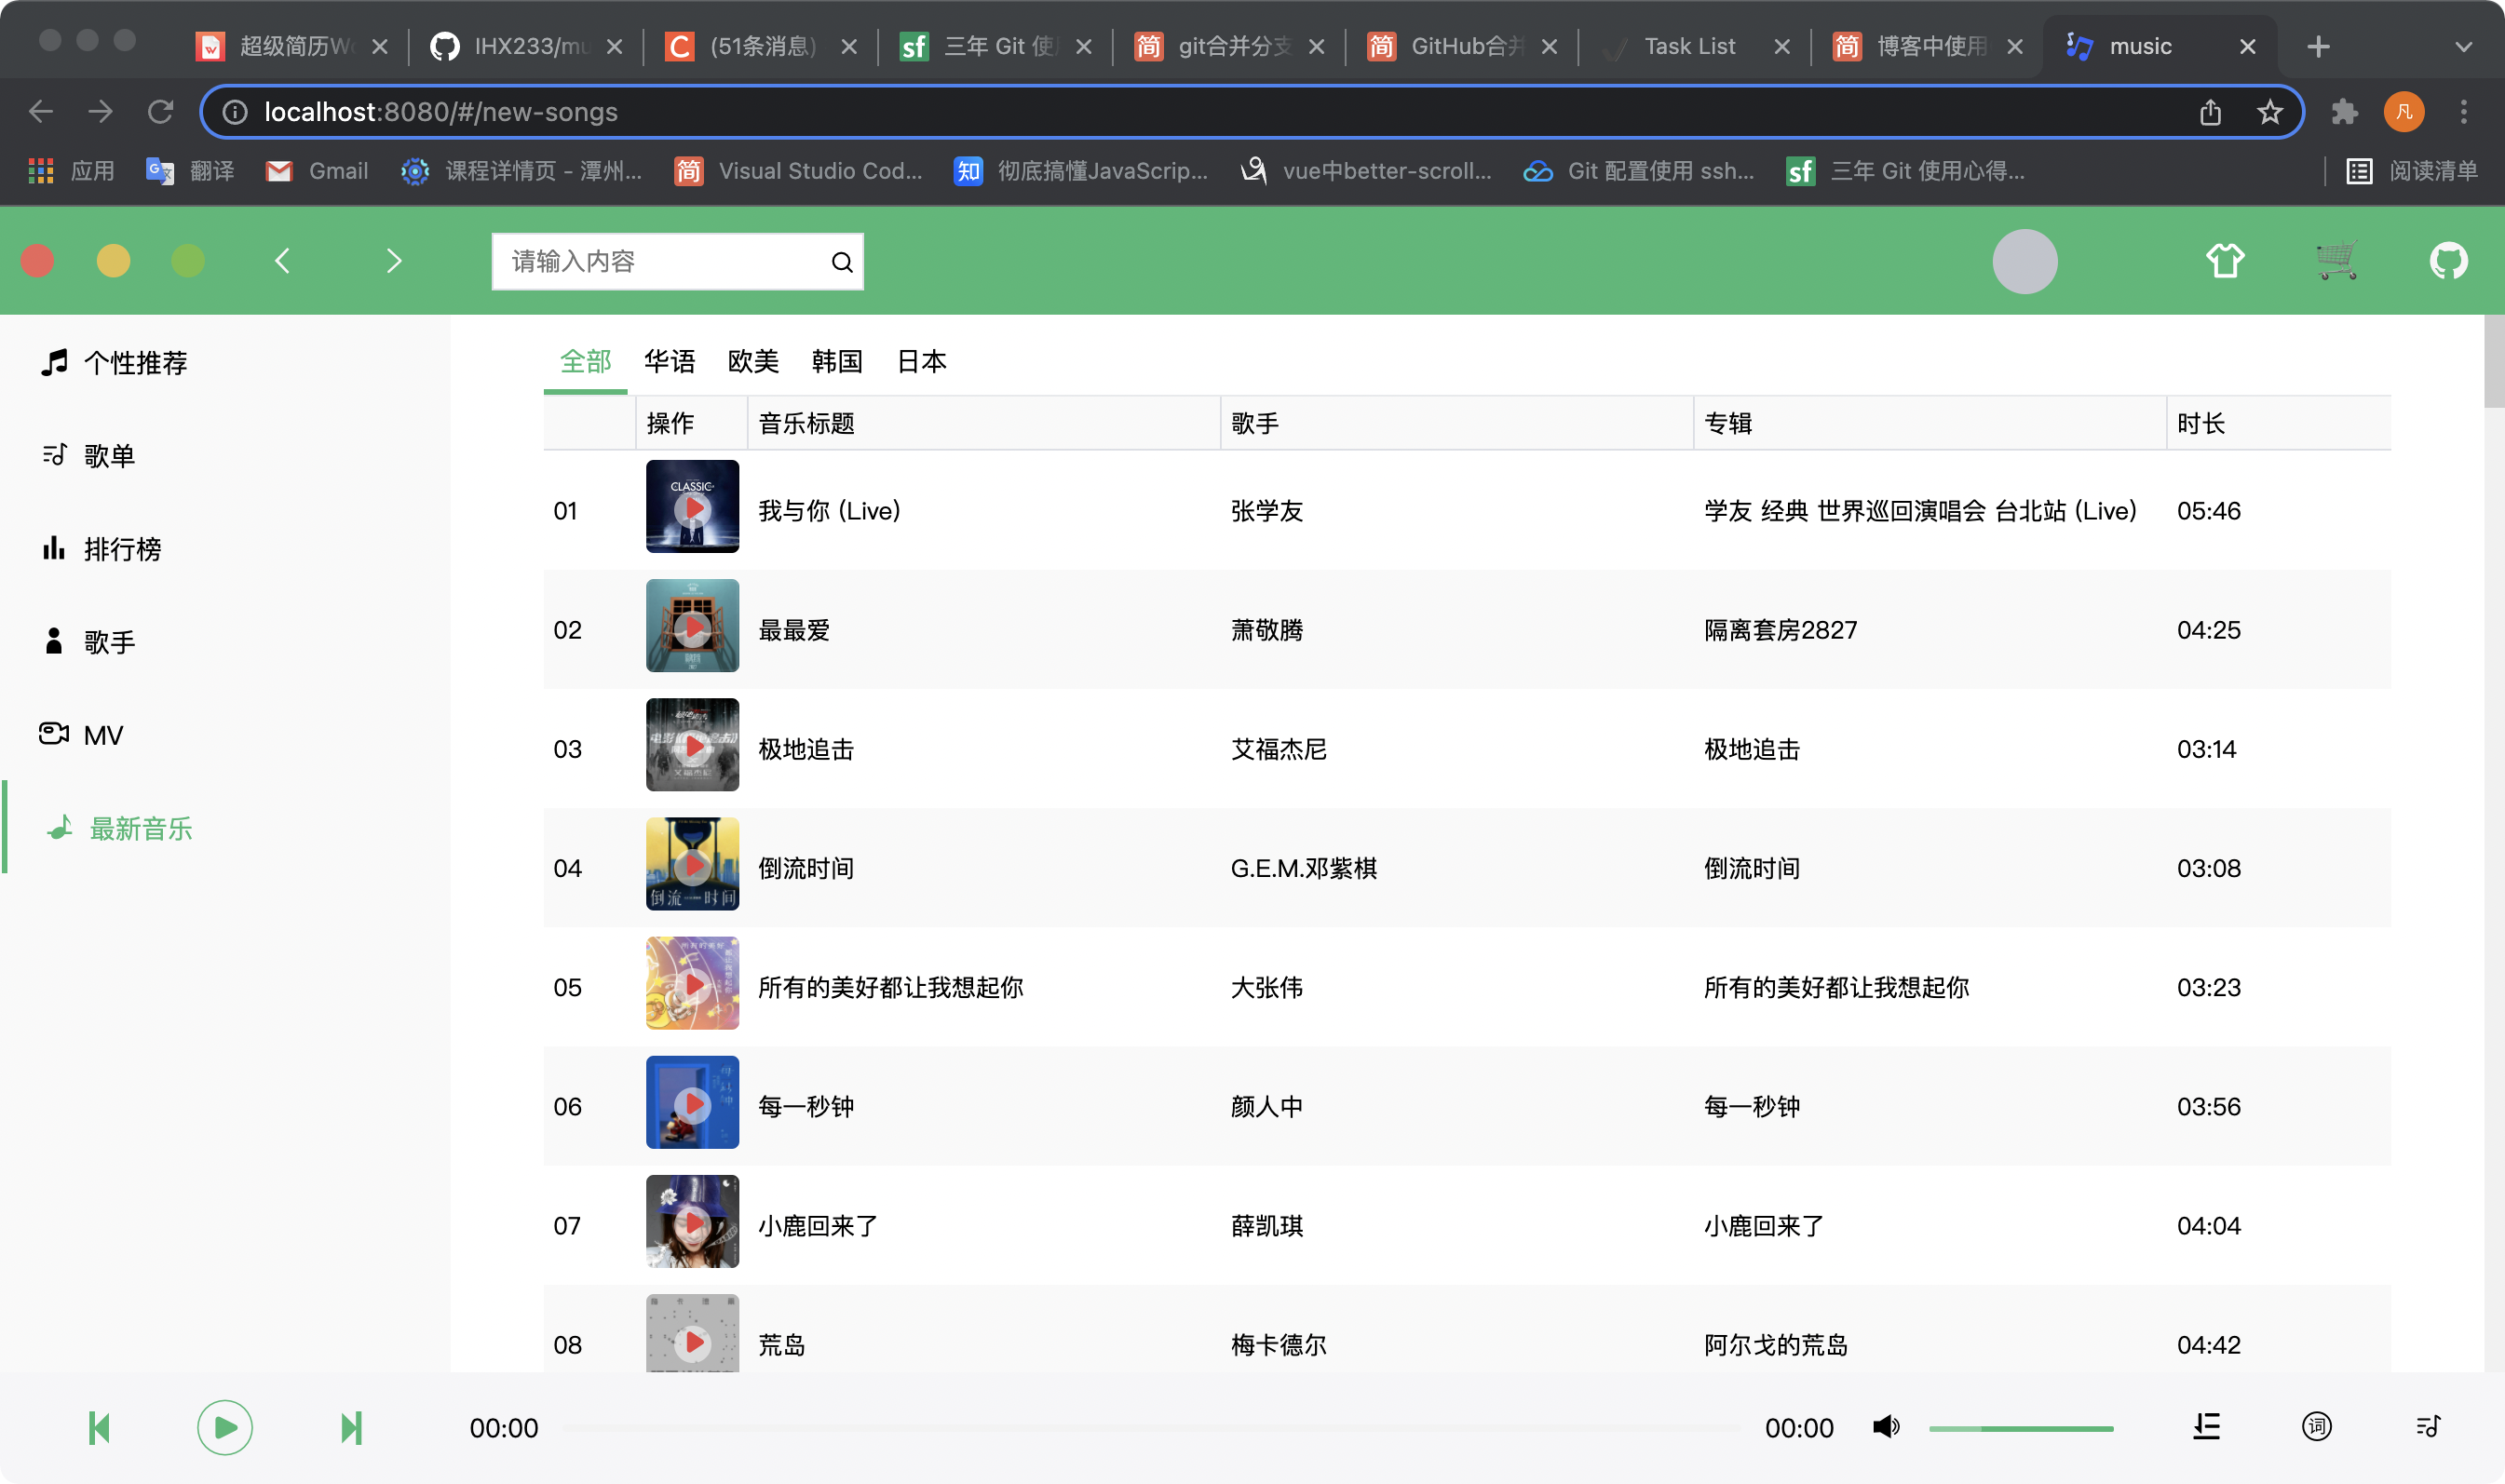 超级简历Wo
IHX233/mu
(51条消息)
三年 Git 使
git合并分支
GitHub合并
Task List
博客中使用
music
localhost:8080/#/new-songs
凡
应用
翻译
Gmail
课程详情页 - 潭州...
Visual Studio Cod...
彻底搞懂JavaScrip...
vue中better-scroll...
Git 配置使用 ssh...
三年 Git 使用心得...
阅读清单
请输入内容
个性推荐
歌单
排行榜
歌手
MV
最新音乐
全部 华语 欧美 韩国 日本
操作 音乐标题 歌手 专辑 时长
01 CLASSIC 我与你 (Live) 张学友 学友 经典 世界巡回演唱会 台北站 (Live) 05:46
02 最最爱 萧敬腾 隔离套房2827 04:25
03 极地追击 艾福杰尼 极地追击 03:14
04 倒流时间 G.E.M.邓紫棋 倒流时间 03:08
05 所有的美好都让我想起你 大张伟 所有的美好都让我想起你 03:23
06 每一秒钟 颜人中 每一秒钟 03:56
07 小鹿回来了 薛凯琪 小鹿回来了 04:04
08 荒岛 梅卡德尔 阿尔戈的荒岛 04:42
00:00
00:00
词